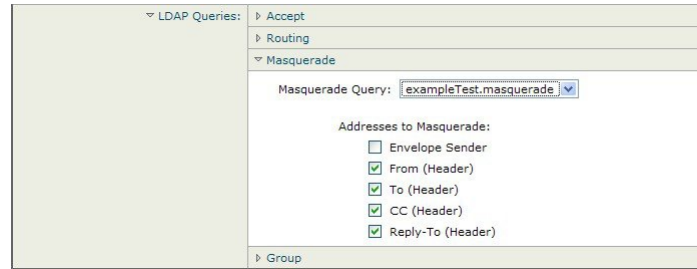 LDAP Queries:
Accept
Routing
Masquerade
Masquerade Query: exampleTest.masquerade
Addresses to Masquerade:
Envelope Sender
From (Header)
To (Header)
CC (Header)
Reply-To (Header)
Group